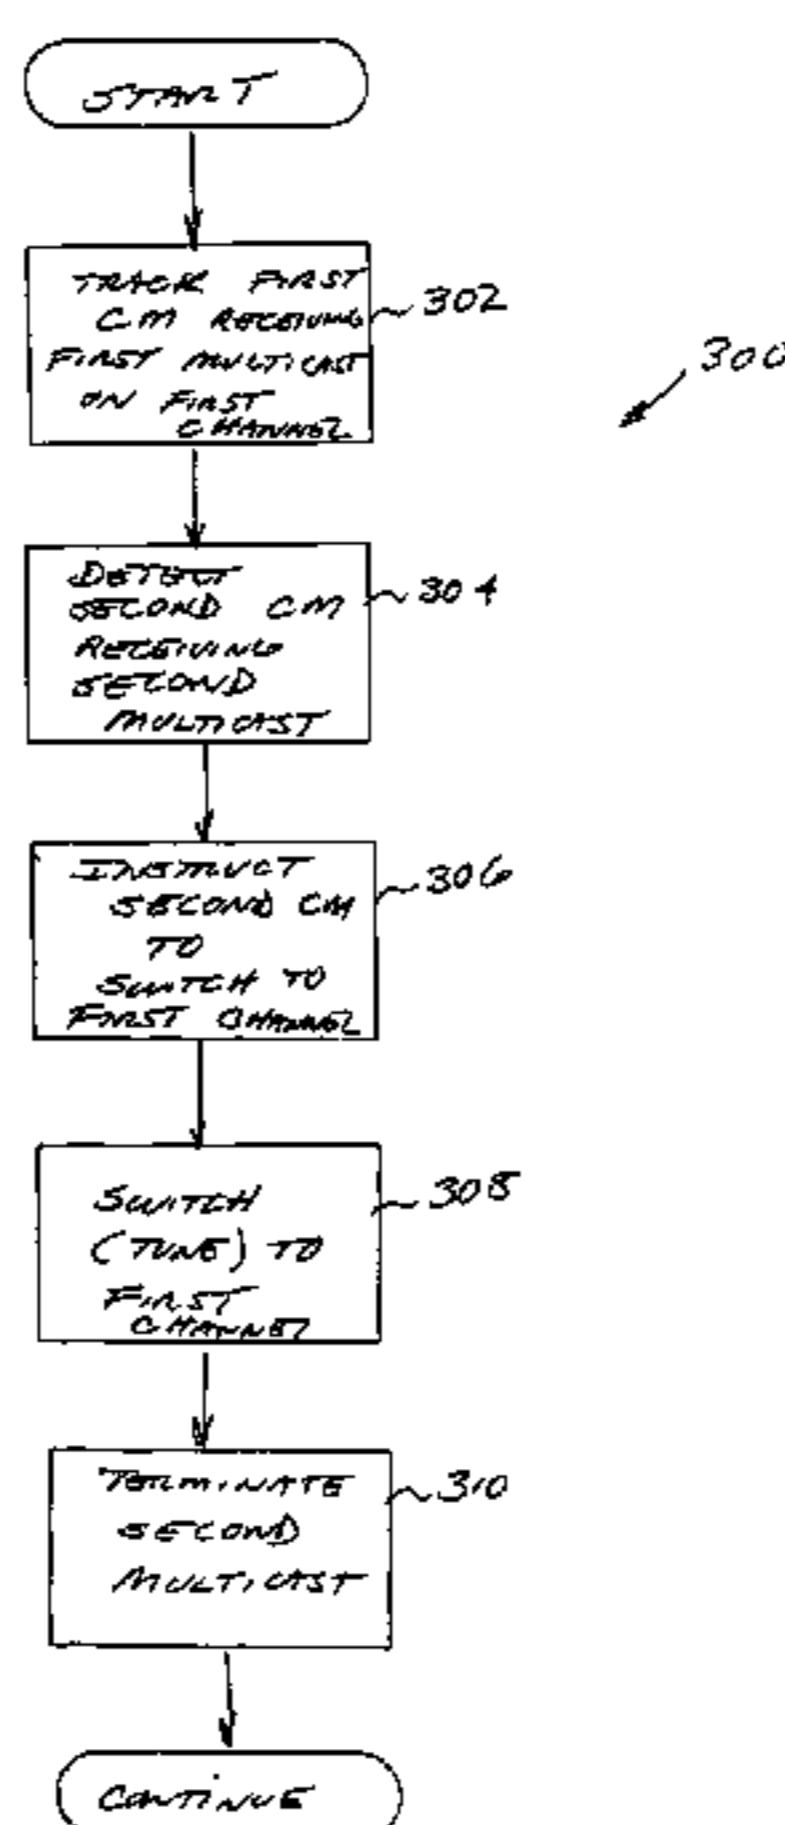 START
TRACK FIRST
CM RECEIVING
FIRST MULTICAST
ON FIRST
CHANNEL
302
300
DETECT
SECOND CM
RECEIVING
SECOND
MULTICAST
304
INSTRUCT
SECOND CM
TO
SWITCH TO
FIRST CHANNEL
306
SWITCH
(TUNE) TO
FIRST
CHANNEL
308
TERMINATE
SECOND
MULTICAST
310
CONTINUE